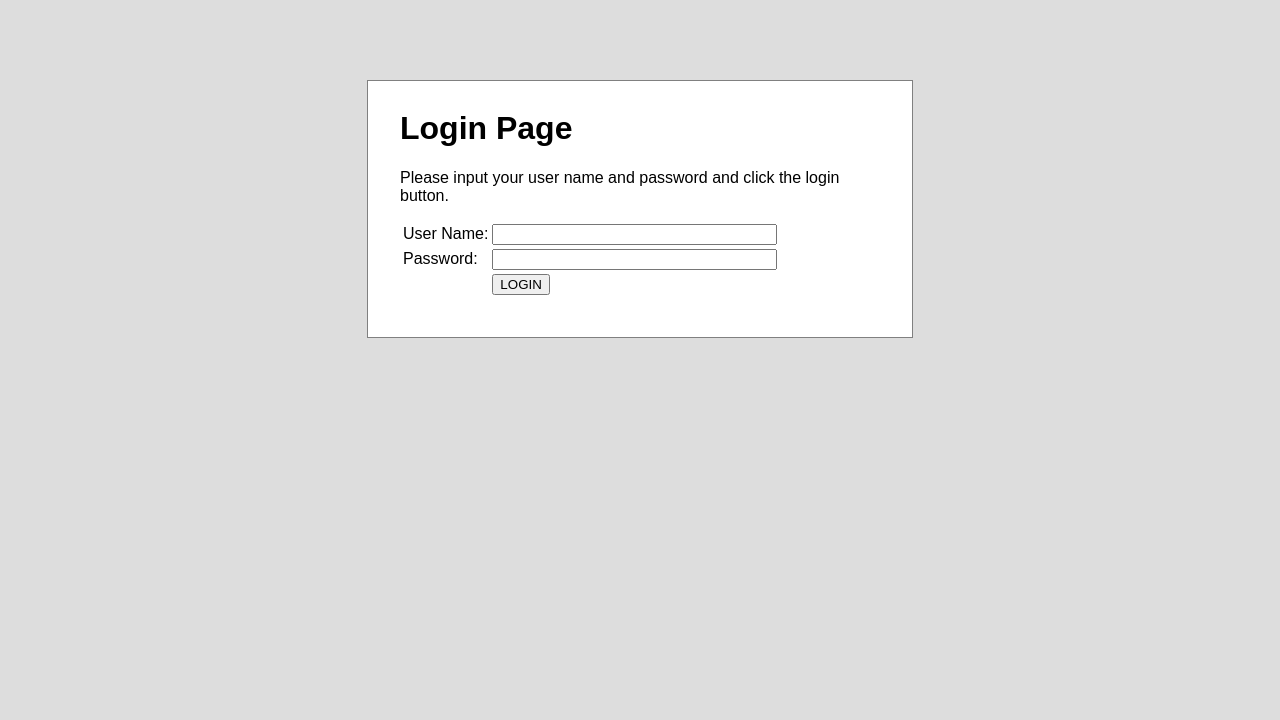 Login Page
Please input your user name and password and click the login
button.
User Name:
Password:
LOGIN